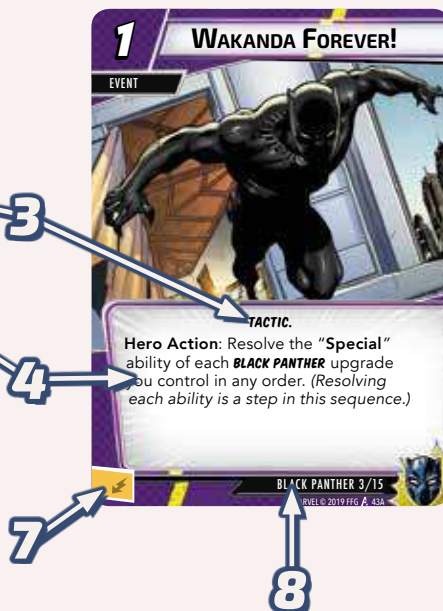 1
WAKANDA FOREVER!
EVENT
3
TACTIC.
Hero Action: Resolve the "Special"
ability of each BLACK PANTHER upgrade
4
you control in any order. (Resolving
each ability is a step in this sequence.)
BLACK PANTHER 3/15
© 2019 FFG 43A
7
8